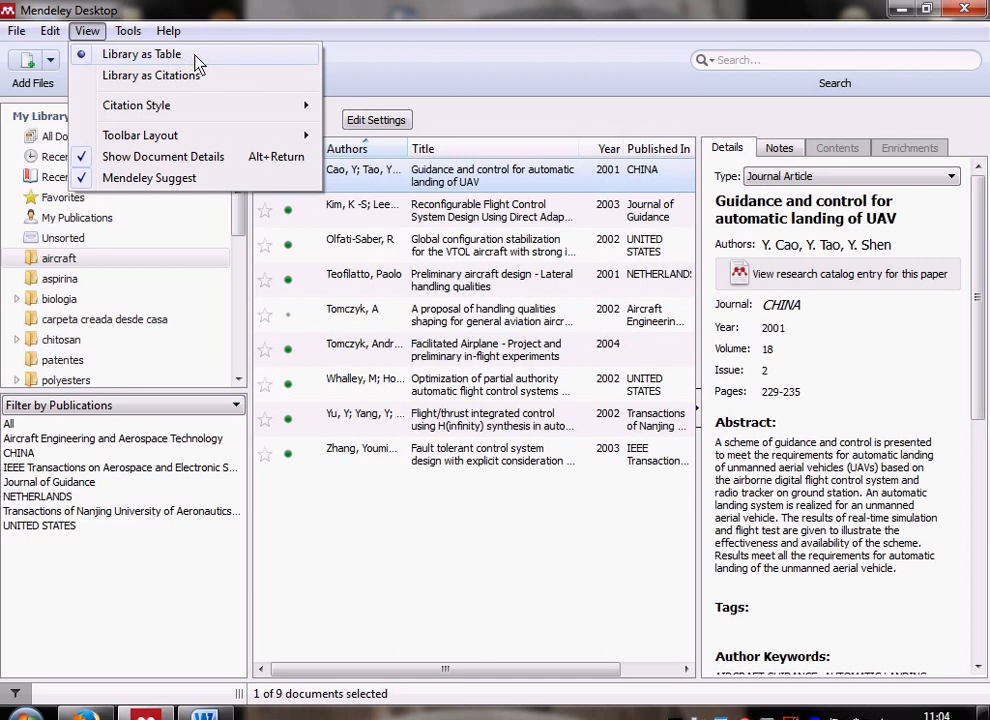 Mendeley Desktop
File Edit View Tools Help
Library as Table
Library as Citations
Citation Style
Toolbar Layout
Show Document Details Alt+Return
Mendeley Suggest
Add Files
Search...
Search
Edit Settings
My Library
All Do
Recen
Recen
Favorites
My Publications
Unsorted
aircraft
aspirina
biologia
carpeta creada desde casa
chitosan
patentes
polyesters
Filter by Publications
All
Aircraft Engineering and Aerospace Technology
CHINA
IEEE Transactions on Aerospace and Electronic S...
Journal of Guidance
NETHERLANDS
Transactions of Nanjing University of Aeronautics...
UNITED STATES
Authors Title Year Published In
Cao, Y; Tao, Y... Guidance and control for automatic 2001 CHINA
landing of UAV
Kim, K -S; Lee... Reconfigurable Flight Control 2003 Journal of
System Design Using Direct Adap... Guidance
Olfati-Saber, R Global configuration stabilization 2002 UNITED
for the VTOL aircraft with strong i... STATES
Teofilatto, Paolo Preliminary aircraft design - Lateral 2001 NETHERLANDS
handling qualities
Tomczyk, A A proposal of handling qualities 2002 Aircraft
shaping for general aviation aircr... Engineerin...
Tomczyk, Andr... Facilitated Airplane - Project and 2004
preliminary in-flight experiments
Whalley, M; Ho... Optimization of partial authority 2002 UNITED
automatic flight control systems ... STATES
Yu, Y; Yang, Y; ... Flight/thrust integrated control 2002 Transactions
using H(infinity) synthesis in auto... of Nanjing ...
Zhang, Youmi... Fault tolerant control system 2003 IEEE
design with explicit consideration ... Transaction...
1 of 9 documents selected
Details Notes Contents Enrichments
Type: Journal Article
Guidance and control for
automatic landing of UAV
Authors: Y. Cao, Y. Tao, Y. Shen
View research catalog entry for this paper
Journal: CHINA
Year: 2001
Volume: 18
Issue: 2
Pages: 229-235
Abstract:
A scheme of guidance and control is presented
to meet the requirements for automatic landing
of unmanned aerial vehicles (UAVs) based on
the airborne digital flight control system and
radio tracker on ground station. An automatic
landing system is realized for an unmanned
aerial vehicle. The results of real-time simulation
and flight test are given to illustrate the
effectiveness and availability of the scheme.
Results meet all the requirements for automatic
landing of the unmanned aerial vehicle.
Tags:
Author Keywords:
AIRCRAFT GUIDANCE, AUTOMATIC LANDING
11:04